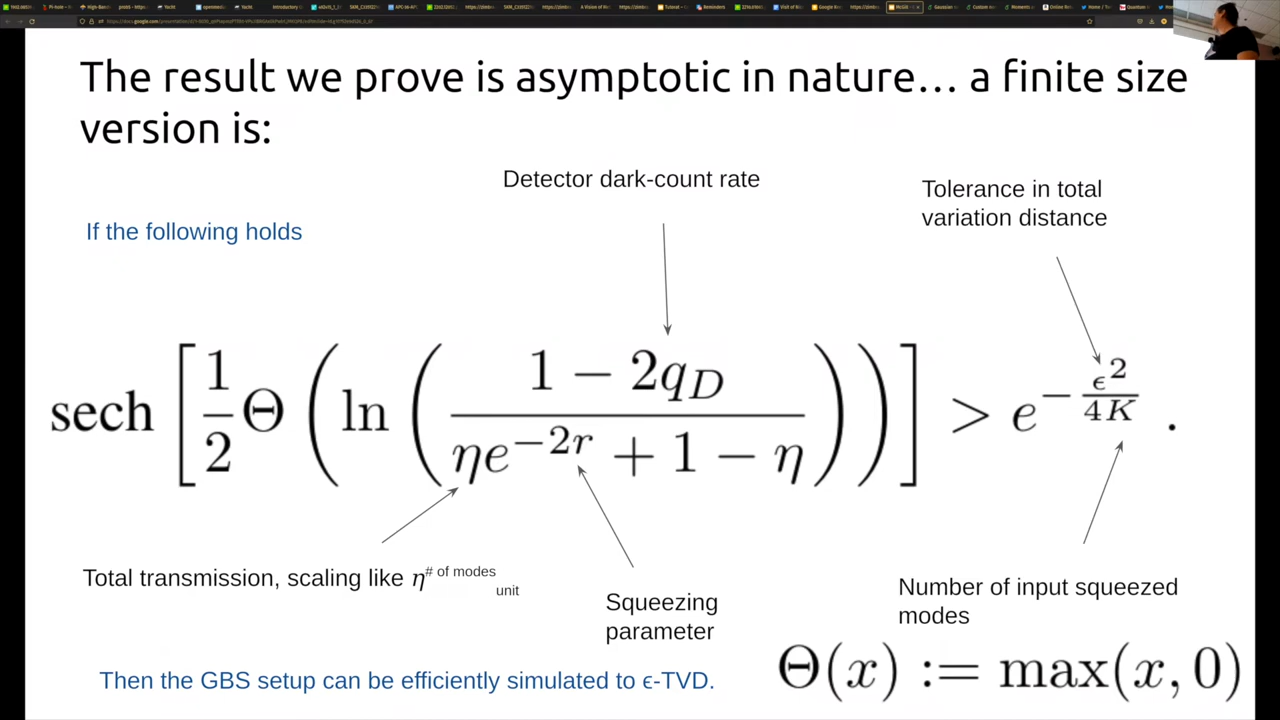 The result we prove is asymptotic in nature… a finite size
version is:
Detector dark-count rate
Tolerance in total
variation distance
If the following holds
sech [ 1/2 Θ ( ln ( (1 − 2q_D) / (ηe^{−2r} + 1 − η) ) ) ] > e^{− ϵ^2 / 4K} .
Total transmission, scaling like η^{# of modes}_{unit}
Squeezing
parameter
Number of input squeezed
modes
Then the GBS setup can be efficiently simulated to ϵ-TVD.
Θ(x) := max(x, 0)